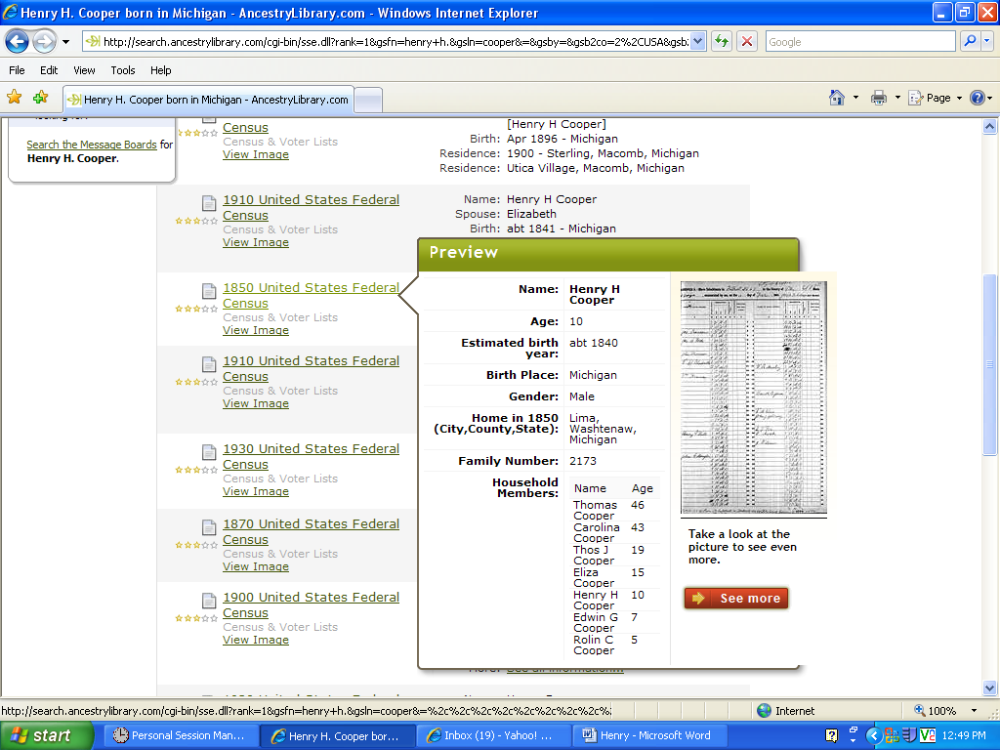 Henry H. Cooper born in Michigan - AncestryLibrary.com - Windows Internet Explorer
http://search.ancestrylibrary.com/cgi-bin/sse.dll?rank=1&gsfn=henry+h.&gsln=cooper&=&gsby=&gsb2co=2%2CUSA&gsb
Google
File Edit View Tools Help
Henry H. Cooper born in Michigan - AncestryLibrary.com
Page
looking for.
Search the Message Boards for
Henry H. Cooper.
Census
Census & Voter Lists
View Image
[Henry H Cooper]
Birth: Apr 1896 - Michigan
Residence: 1900 - Sterling, Macomb, Michigan
Residence: Utica Village, Macomb, Michigan
1910 United States Federal
Census
Census & Voter Lists
View Image
Name: Henry H Cooper
Spouse: Elizabeth
Birth: abt 1841 - Michigan
1850 United States Federal
Census
Census & Voter Lists
View Image
1910 United States Federal
Census
Census & Voter Lists
View Image
1930 United States Federal
Census
Census & Voter Lists
View Image
1870 United States Federal
Census
Census & Voter Lists
View Image
1900 United States Federal
Census
Census & Voter Lists
View Image
Preview
Name: Henry H
Cooper
Age: 10
Estimated birth
year: abt 1840
Birth Place: Michigan
Gender: Male
Home in 1850
(City,County,State): Lima,
Washtenaw,
Michigan
Family Number: 2173
Household
Members:
Name Age
Thomas
Cooper 46
Carolina
Cooper 43
Thos J
Cooper 19
Eliza
Cooper 15
Henry H
Cooper 10
Edwin G
Cooper 7
Rolin C
Cooper 5
Take a look at the
picture to see even
more.
See more
http://search.ancestrylibrary.com/cgi-bin/sse.dll?rank=1&gsfn=henry+h.&gsln=cooper&=%2c%2c%2c%2c%2c%2c%2c%2c%
Internet
100%
start
Personal Session Man...
Henry H. Cooper bor...
Inbox (19) - Yahoo! ...
Henry - Microsoft Word
12:49 PM